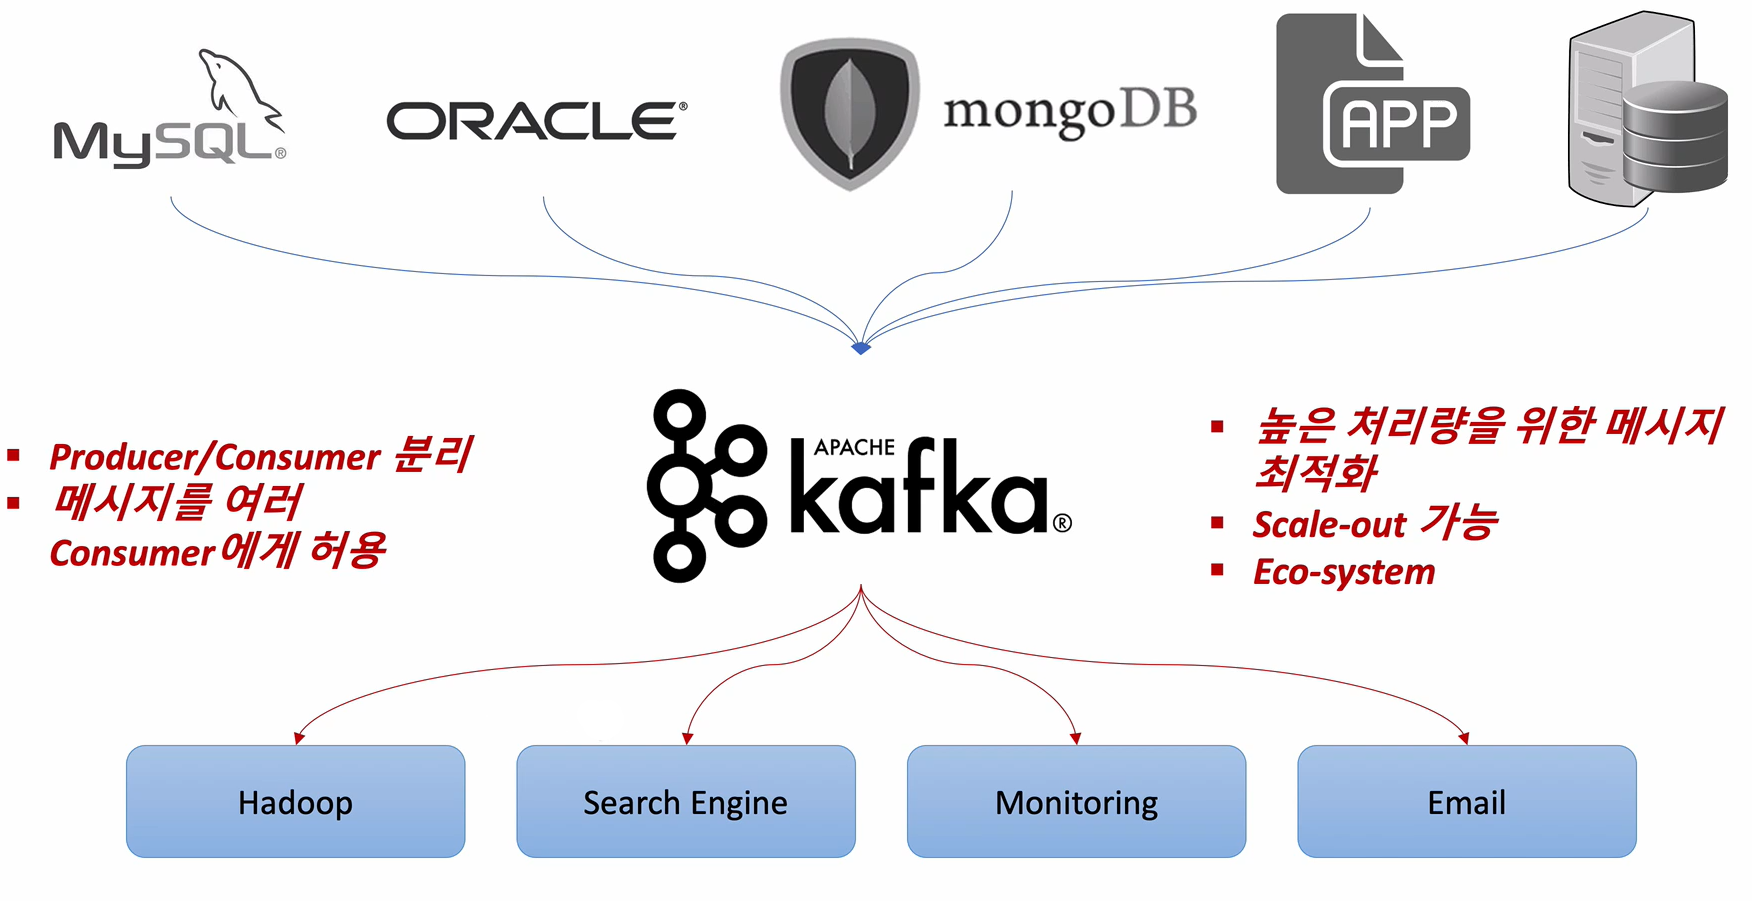 MySQL®
ORACLE®
mongoDB
APP
▪ Producer/Consumer 분리
▪ 메시지를 여러
Consumer에게 허용
APACHE
kafka®
▪ 높은 처리량을 위한 메시지
최적화
▪ Scale-out 가능
▪ Eco-system
Hadoop
Search Engine
Monitoring
Email